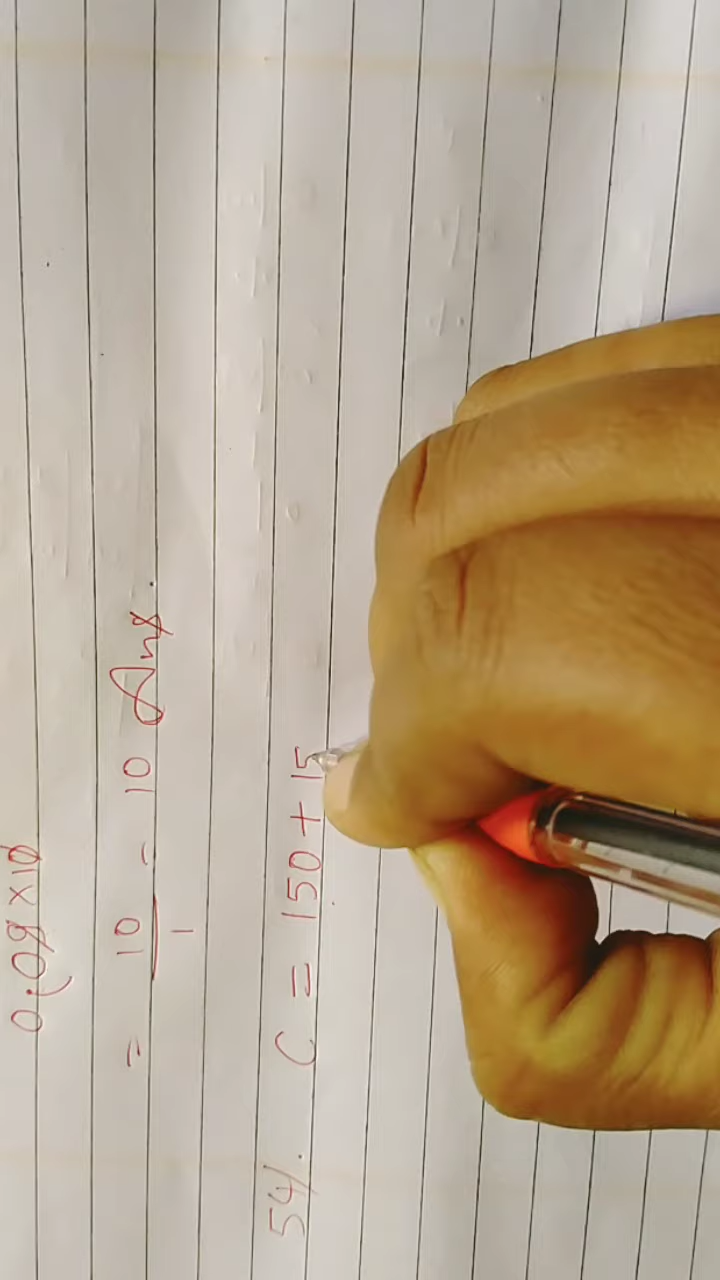 0.08 × 10
= 10/1 = 10 Ans.
54. C = 150 + 15